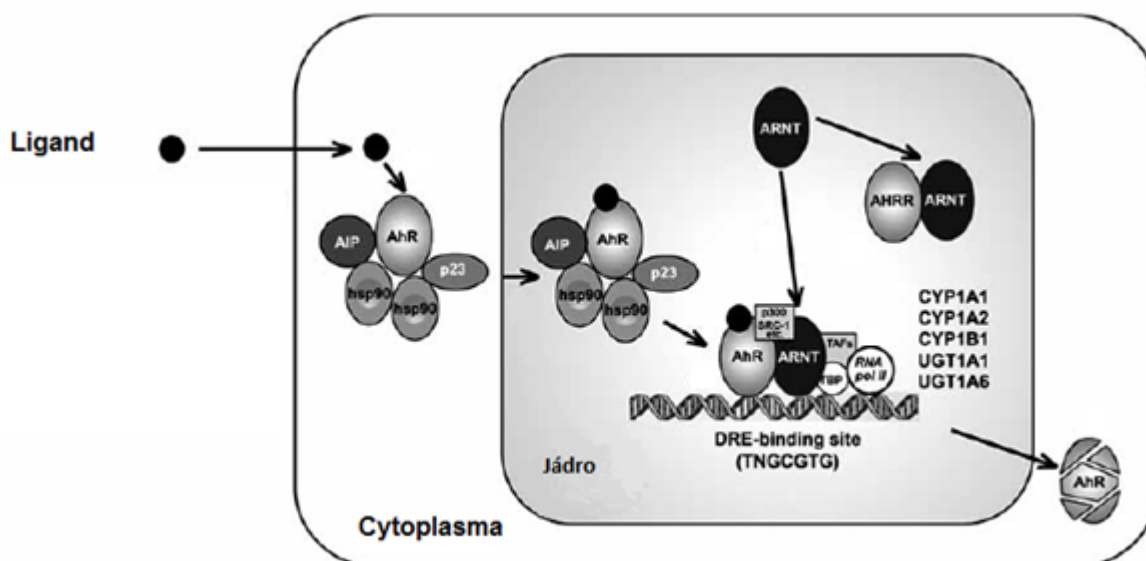 Ligand
AIP
AhR
p23
hsp90
hsp90
AIP
AhR
p23
hsp90
hsp90
ARNT
AHRR
ARNT
p300
SRC-1
etc.
AhR
ARNT
TAFs
TBP
RNA
pol II
CYP1A1
CYP1A2
CYP1B1
UGT1A1
UGT1A6
DRE-binding site
(TNGCGTG)
Jádro
AhR
Cytoplasma